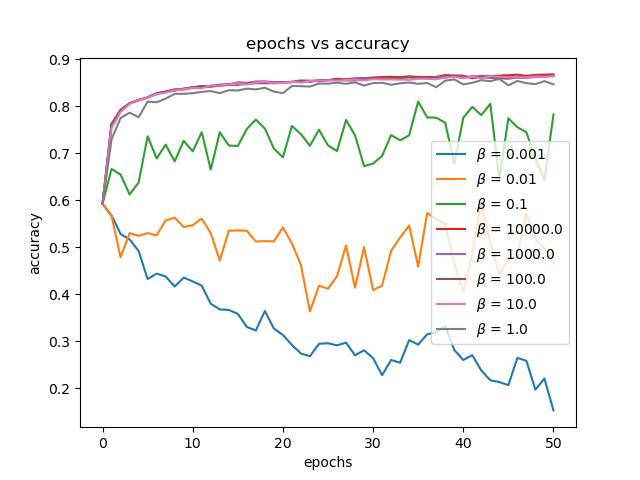 epochs vs accuracy
accuracy
0.9
0.8
0.7
0.6
0.5
0.4
0.3
0.2
β = 0.001
β = 0.01
β = 0.1
β = 10000.0
β = 1000.0
β = 100.0
β = 10.0
β = 1.0
0 10 20 30 40 50
epochs